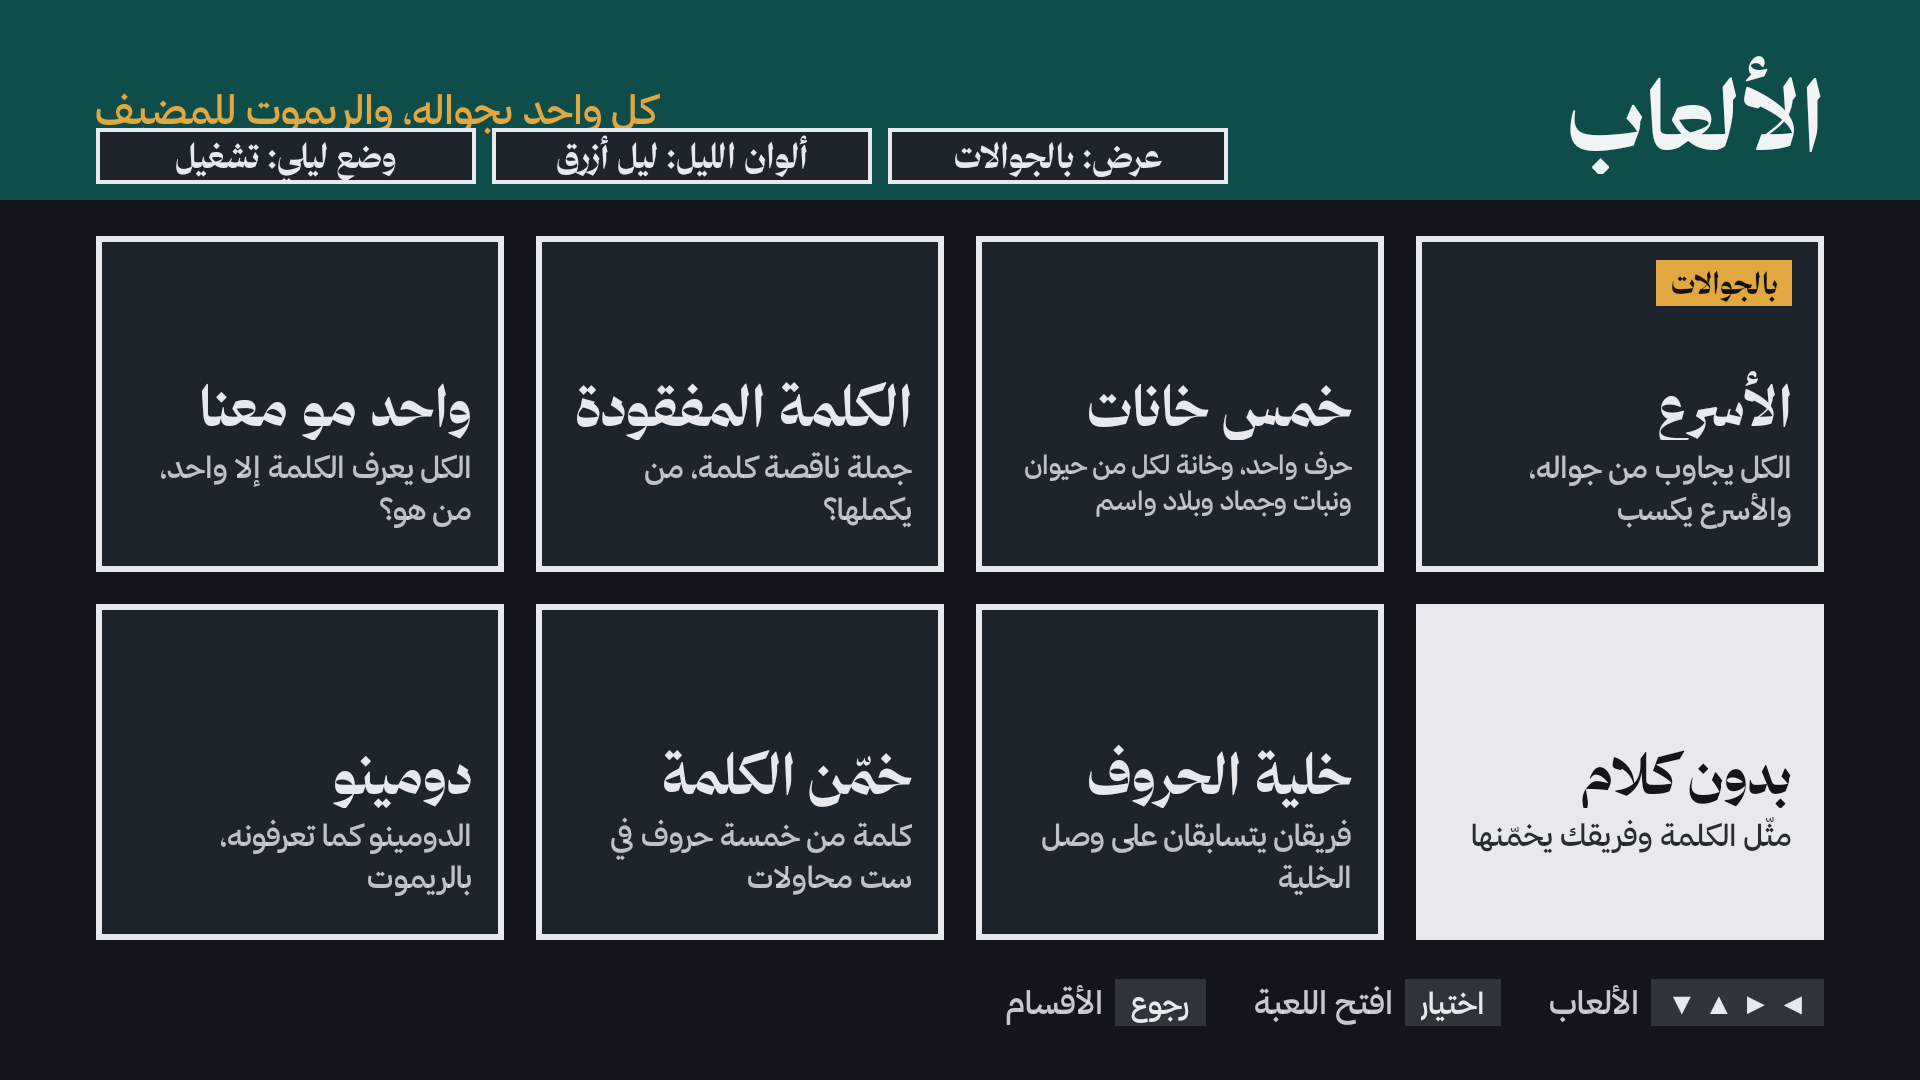 الألعاب
كل واحد بجواله، والريموت للمضيف
عرض: بالجوالات
ألوان الليل: ليل أزرق
وضع ليلي: تشغيل
بالجوالات
الأسرع
الكل يجاوب من جواله،
والأسرع يكسب
خمس خانات
حرف واحد، وخانة لكل من حيوان
ونبات وجماد وبلاد واسم
الكلمة المفقودة
جملة ناقصة كلمة، من
يكملها؟
واحد مو معنا
الكل يعرف الكلمة إلا واحد،
من هو؟
بدون كلام
مثّل الكلمة وفريقك يخمّنها
خلية الحروف
فريقان يتسابقان على وصل
الخلية
خمّن الكلمة
كلمة من خمسة حروف في
ست محاولات
دومينو
الدومينو كما تعرفونه،
بالريموت
◀ ▶ ▲ ▼ الألعاب
اختيار افتح اللعبة
رجوع الأقسام